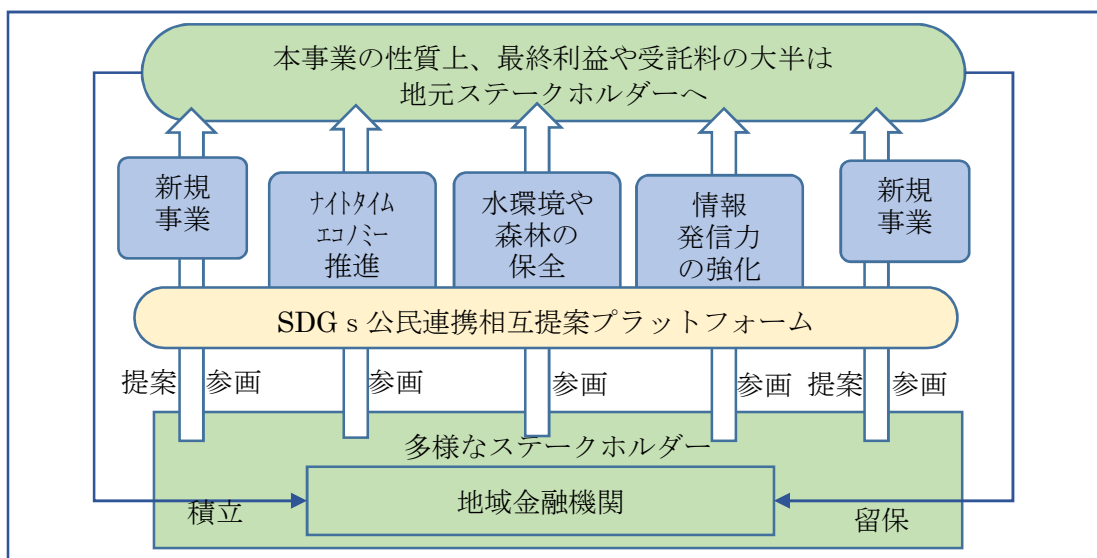 本事業の性質上、最終利益や受託料の大半は
地元ステークホルダーへ
新規
事業
ﾅｲﾄﾀｲﾑ
ｴｺﾉﾐｰ
推進
水環境や
森林の
保全
情報
発信力
の強化
新規
事業
SDGｓ公民連携相互提案プラットフォーム
提案 参画 参画 参画 参画 提案 参画
多様なステークホルダー
地域金融機関
積立
留保